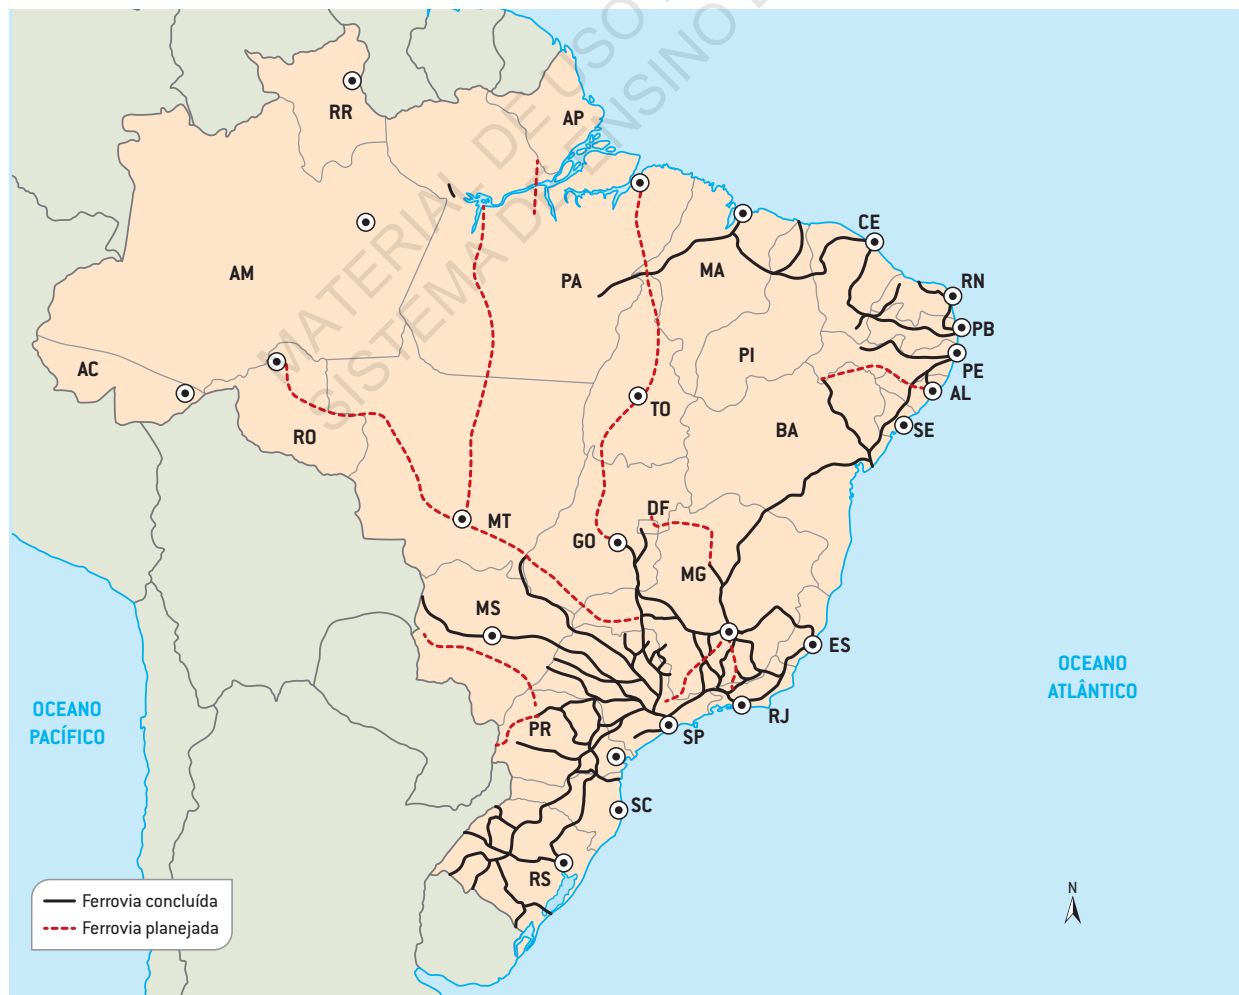 MATERIAL DE USO
SISTEMA DE ENSINO
RR
AP
AM
PA
MA
CE
RN
PB
PE
AL
SE
PI
BA
TO
AC
RO
MT
GO
DF
MG
MS
ES
RJ
SP
PR
SC
RS
OCEANO
PACÍFICO
OCEANO
ATLÂNTICO
N
Ferrovia concluída
Ferrovia planejada